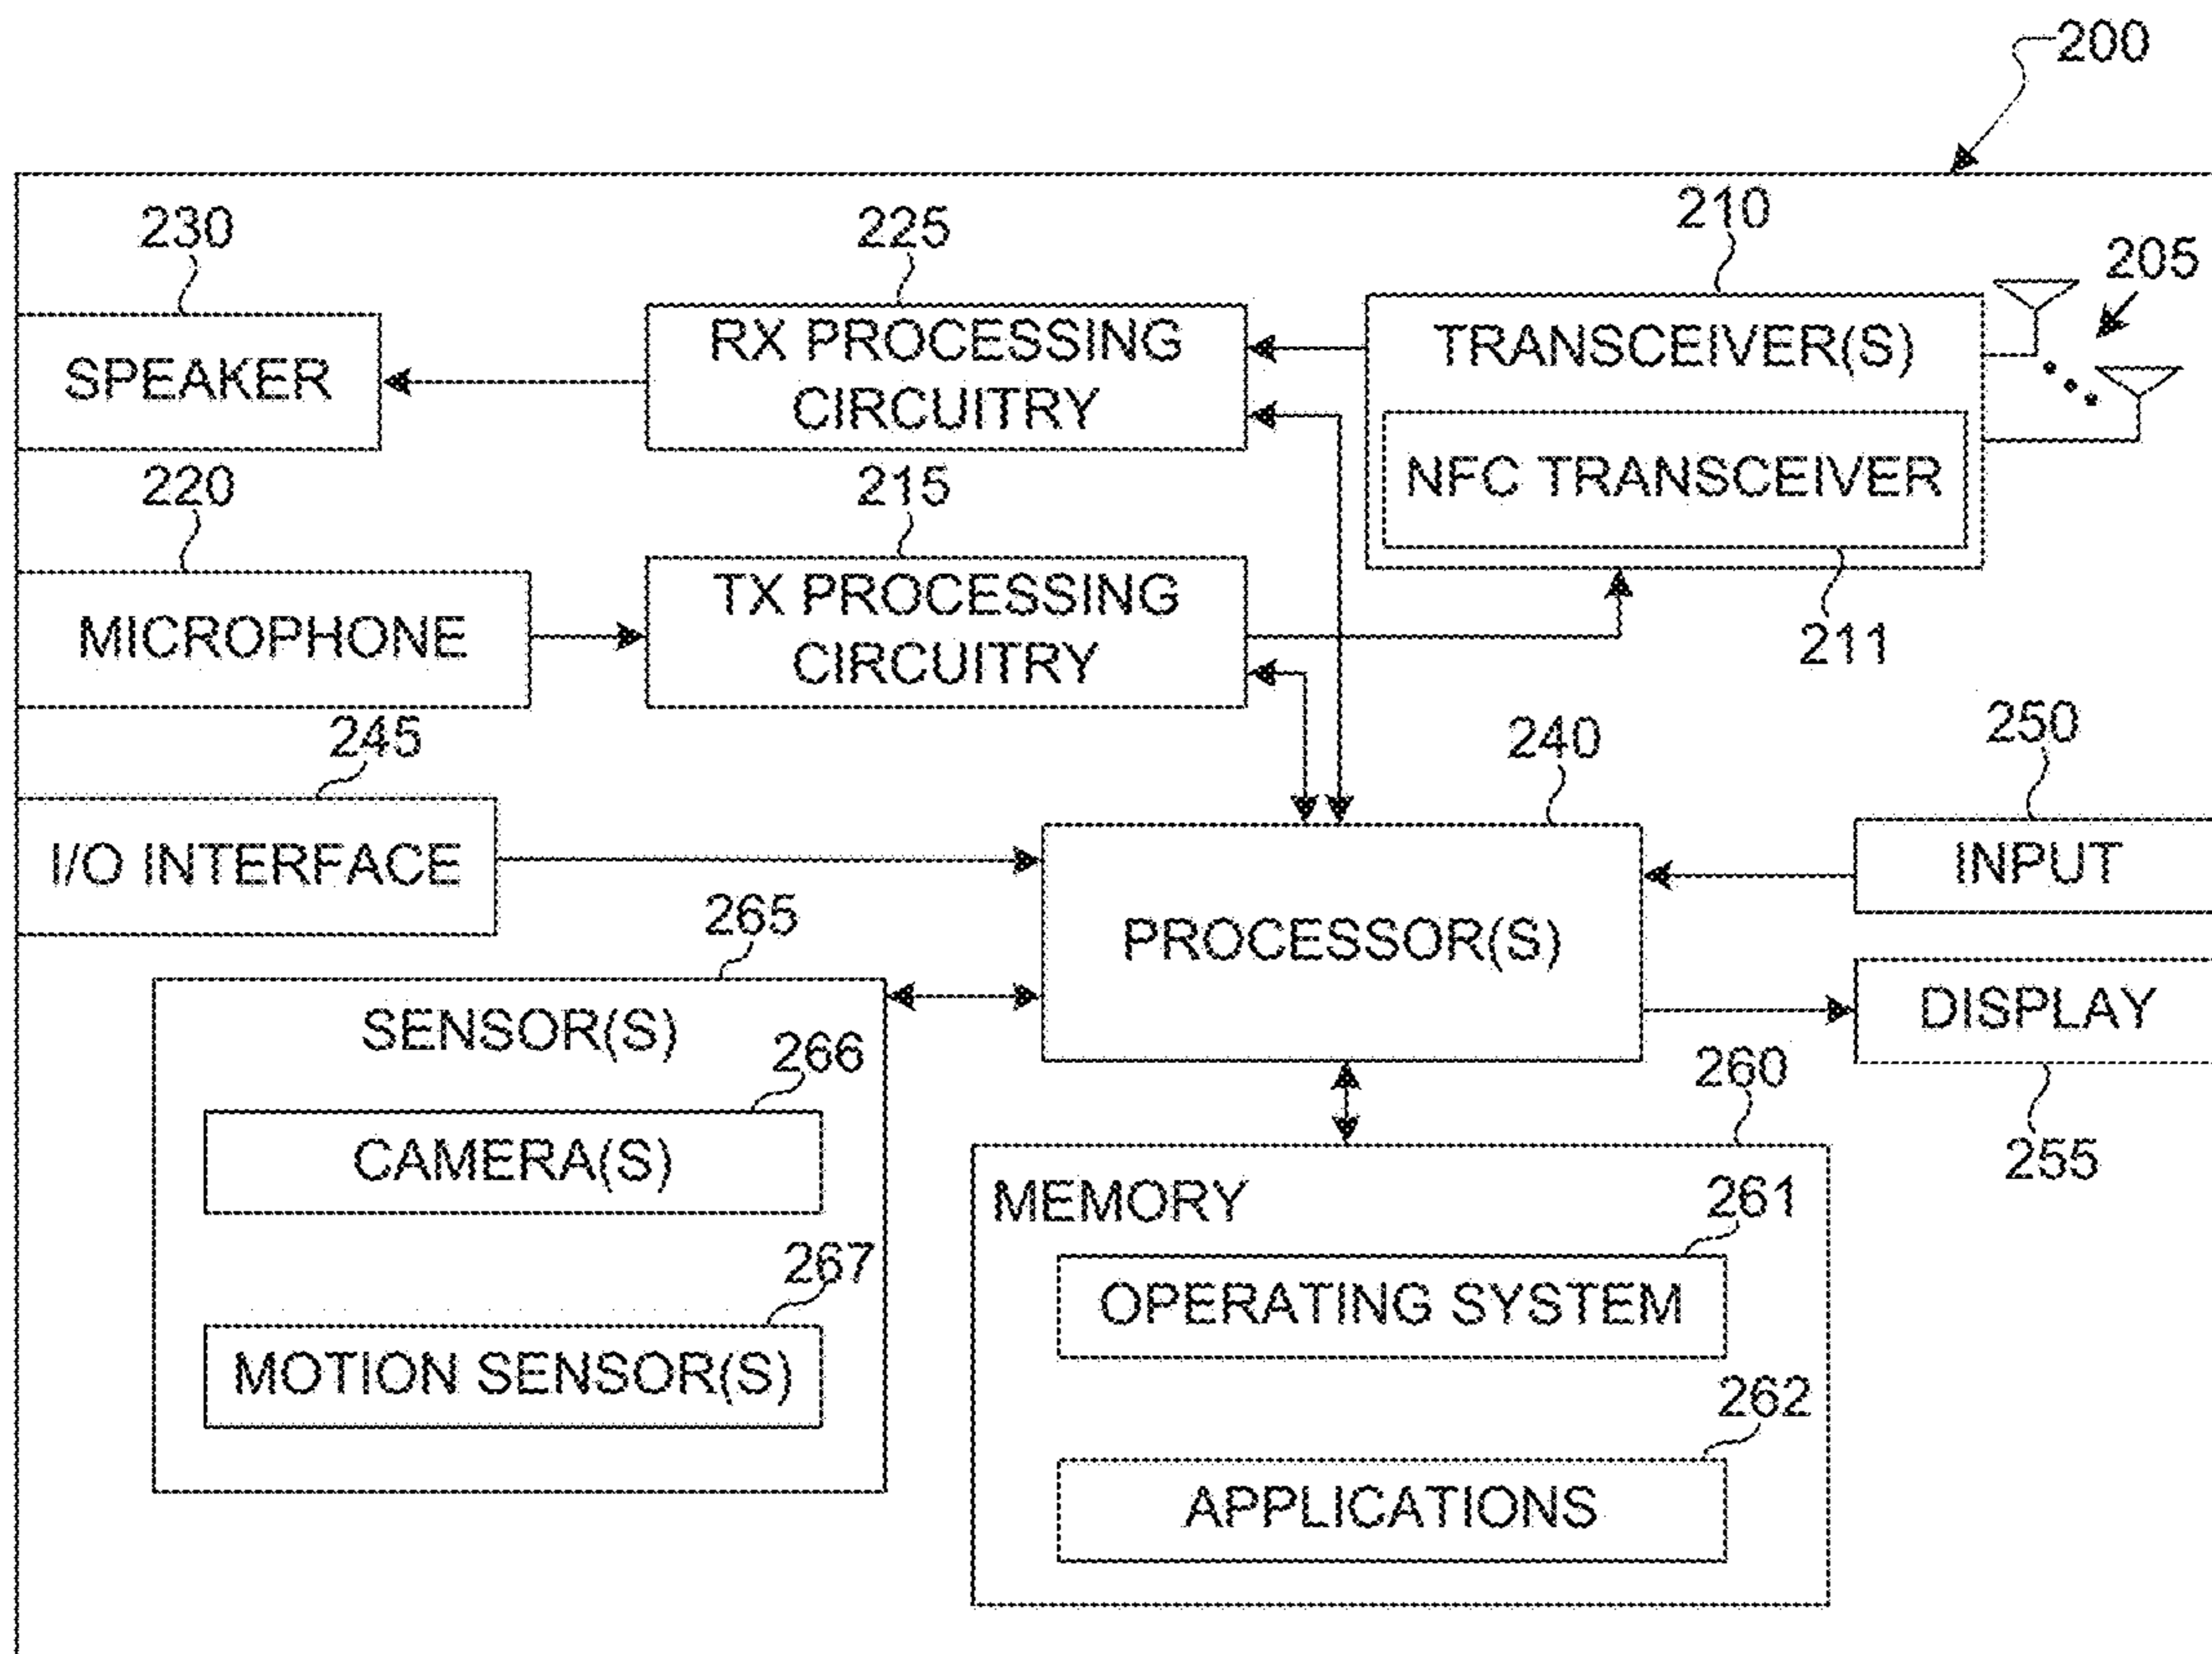 200
230
225
210
205
SPEAKER
RX PROCESSING
CIRCUITRY
TRANSCEIVER(S)
NFC TRANSCEIVER
220
215
211
MICROPHONE
TX PROCESSING
CIRCUITRY
245
240
250
I/O INTERFACE
PROCESSOR(S)
INPUT
265
DISPLAY
255
SENSOR(S)
266
CAMERA(S)
267
MOTION SENSOR(S)
260
MEMORY
261
OPERATING SYSTEM
262
APPLICATIONS